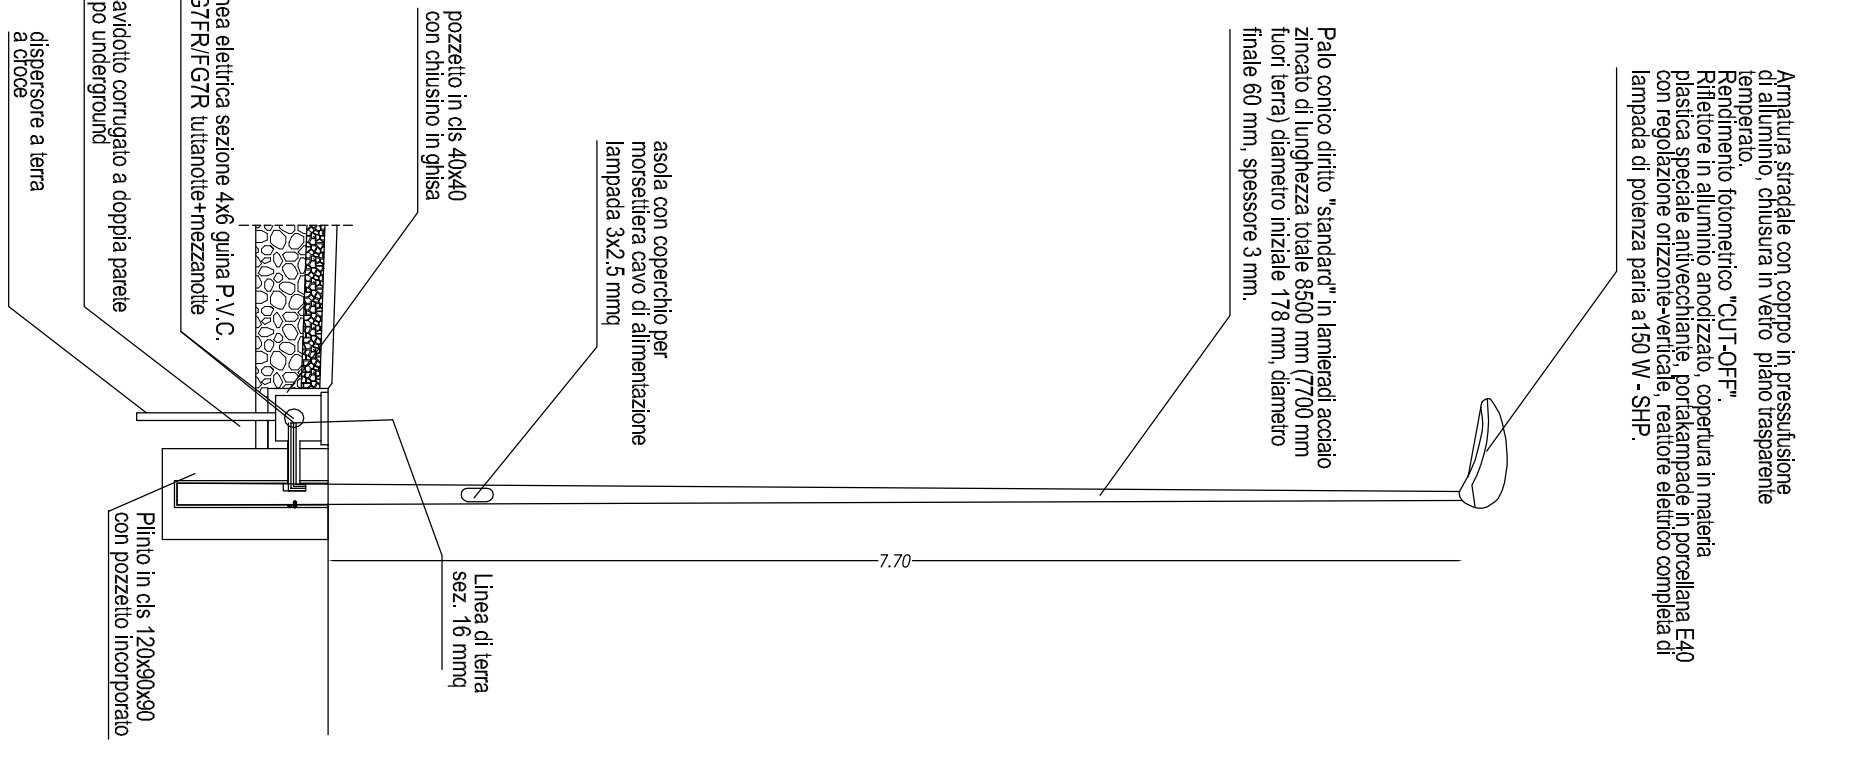 Armatura stradale con coprpo in pressufusione
di alluminio, chiusura in vetro piano trasparente
temperato.
Rendimento fotometrico "CUT-OFF".
Riflettore in alluminio anodizzato, copertura in materia
plastica speciale antivecchiante, portakampade in porcellana E40
con regolazione orizzonte-verticale, reattore elettrico completa di
lampada di potenza paria a150 W - SHP.
Palo conico diritto "standard" in lamieradi acciaio
zincato di lunghezza totale 8500 mm (7700 mm
fuori terra) diametro iniziale 178 mm, diametro
finale 60 mm, spessore 3 mm.
asola con coperchio per
morsettiera cavo di alimentazione
lampada 3x2.5 mmq
pozzetto in cls 40x40
con chiusino in ghisa
nea elettrica sezione 4x6 guina P.V.C.
G7FR/FG7R tuttanotte+mezzanotte
avidotto corrugato a doppia parete
po underground
dispersore a terra
a croce
7.70
Linea di terra
sez. 16 mmq
Plinto in cls 120x90x90
con pozzetto incorporato